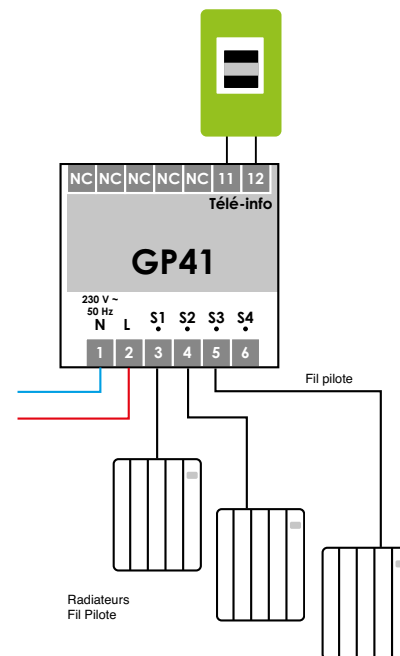 NC NC NC NC NC 11 12
Télé-info
GP41
230 V ~
50 Hz
N L S1 S2 S3 S4
1 2 3 4 5 6
Fil pilote
Radiateurs
Fil Pilote